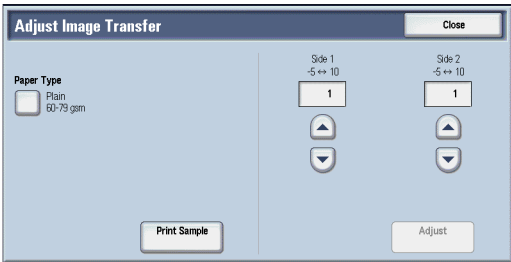 Adjust Image Transfer
Close
Paper Type
Plain
60-79 gsm
Side 1
-5 ↔ 10
1
Side 2
-5 ↔ 10
1
Print Sample
Adjust